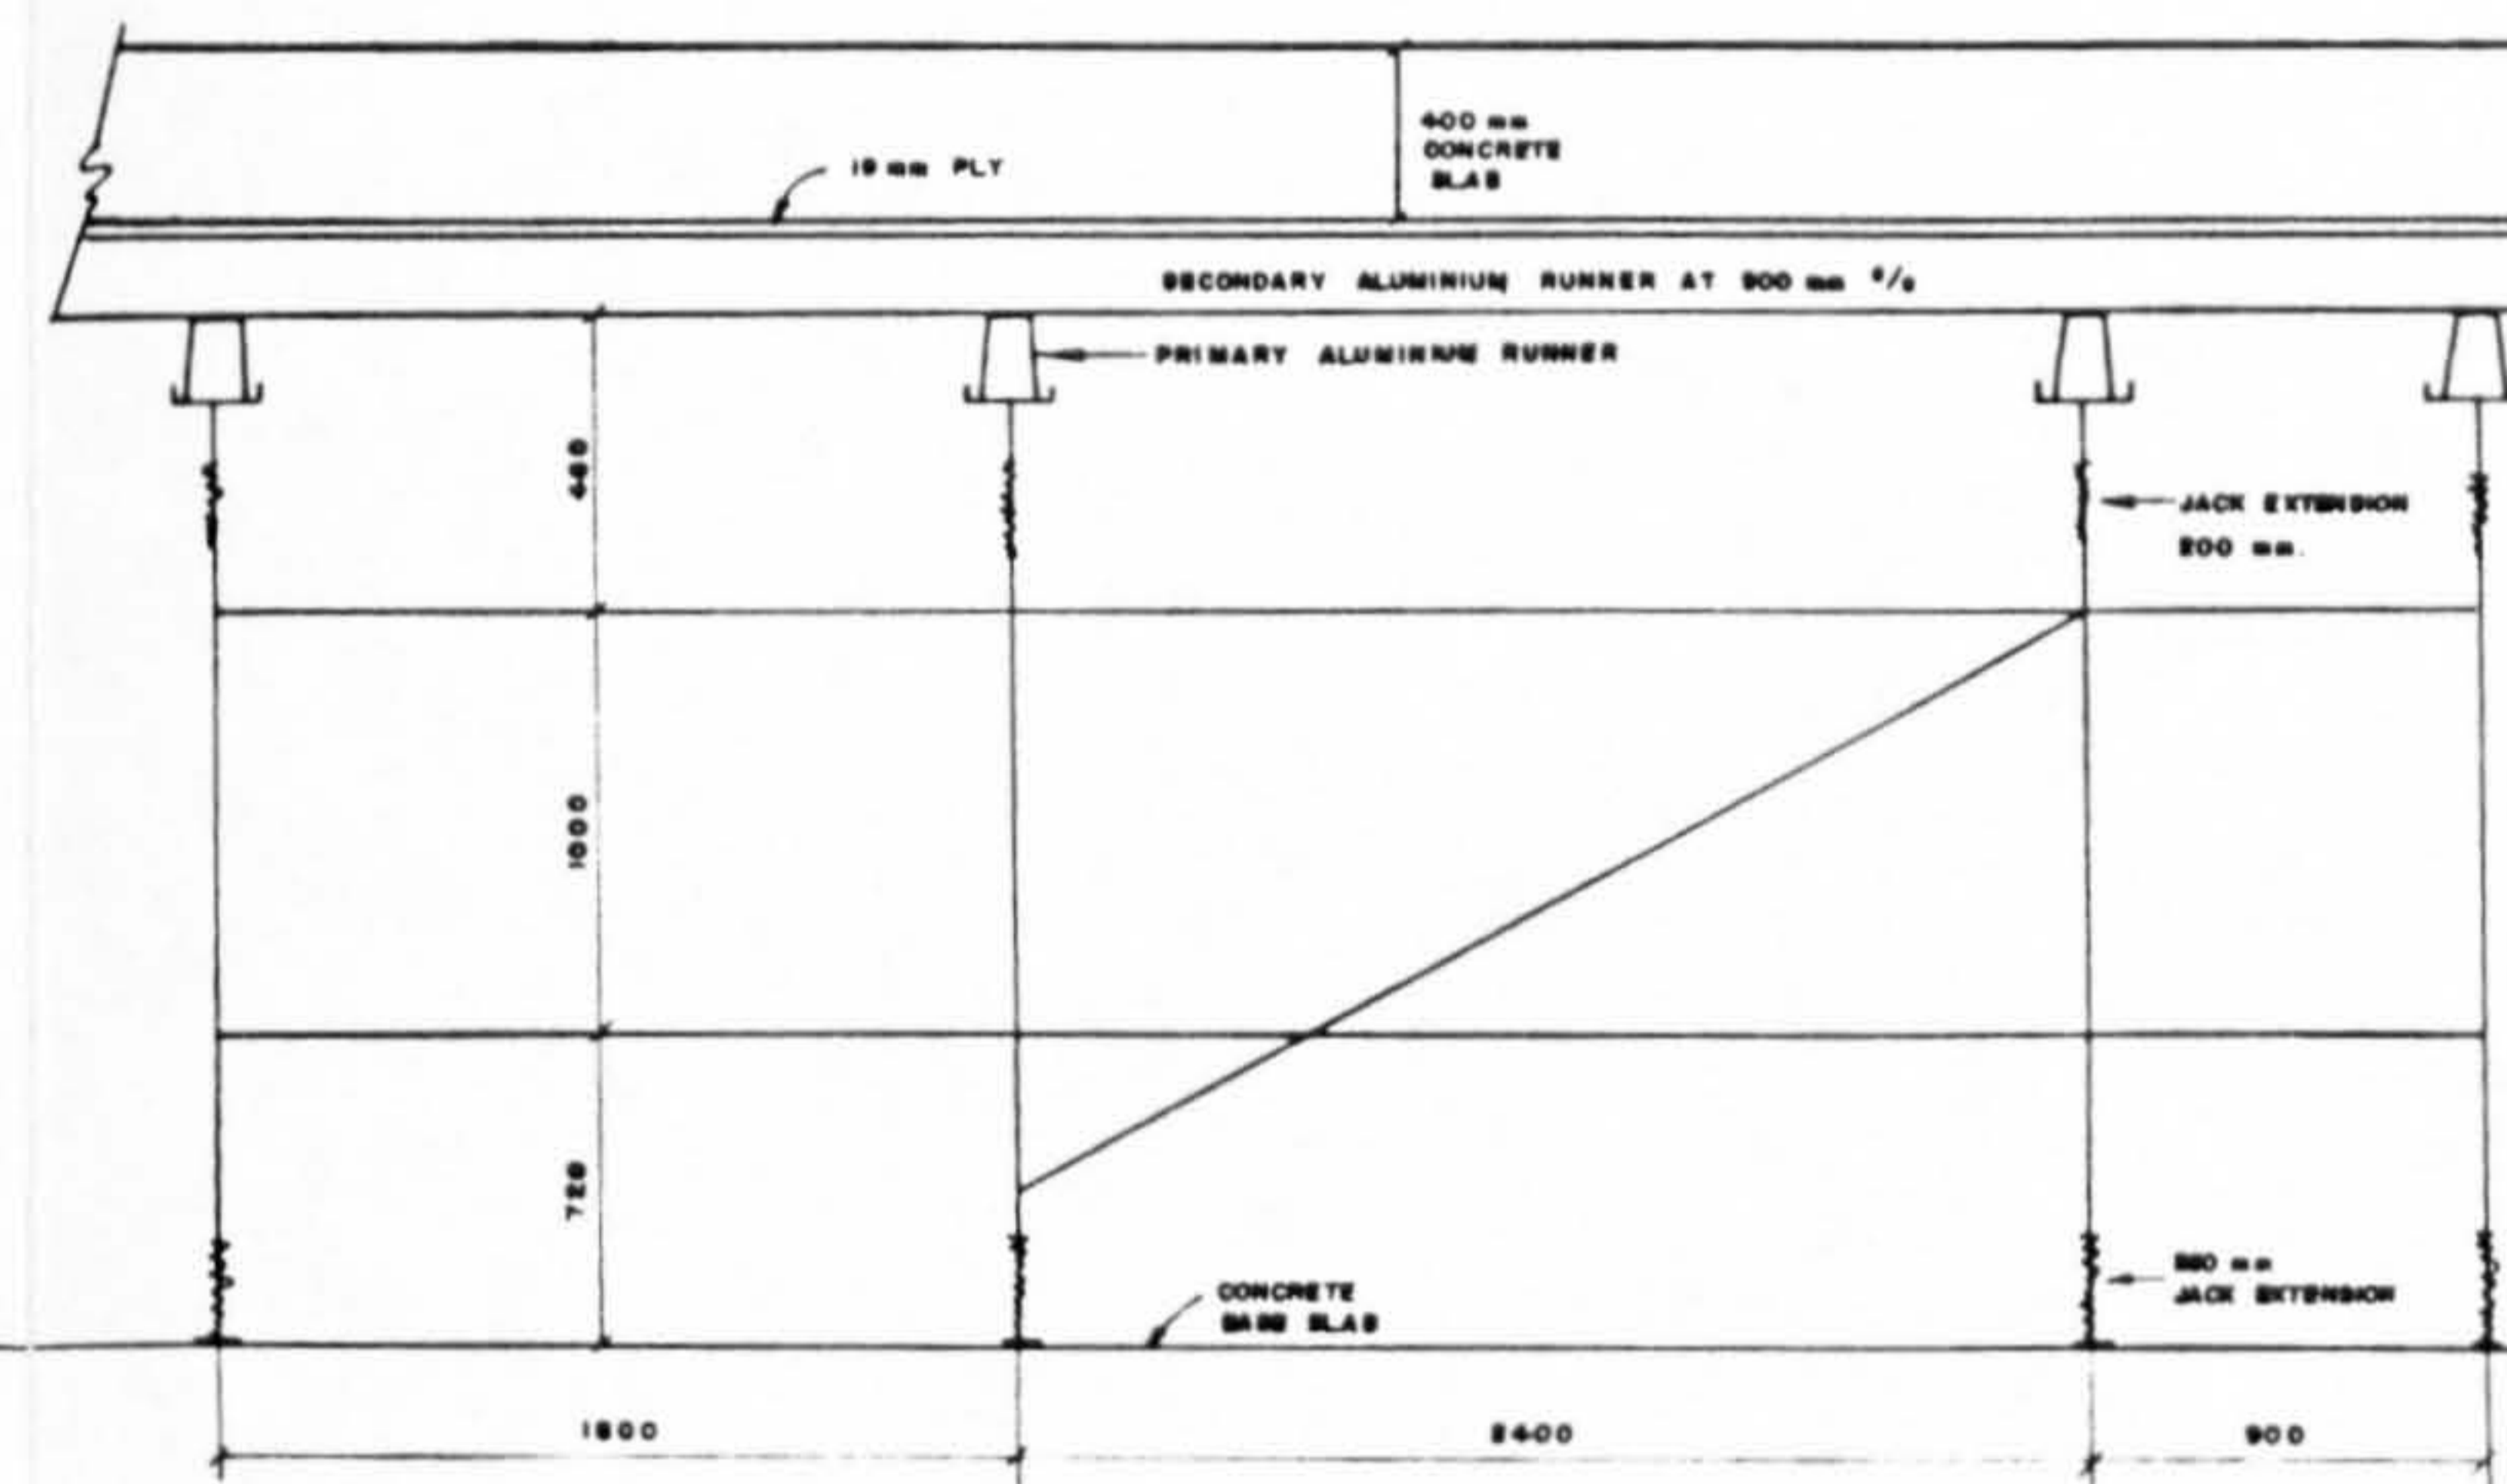 400 mm
CONCRETE
SLAB
19 mm PLY
SECONDARY ALUMINIUM RUNNER AT mm c/c
PRIMARY ALUMINIUM RUNNER
JACK EXTENSION
200 mm.
1000
720
CONCRETE
BASE SLAB
mm
JACK EXTENSION
1800
2400
900